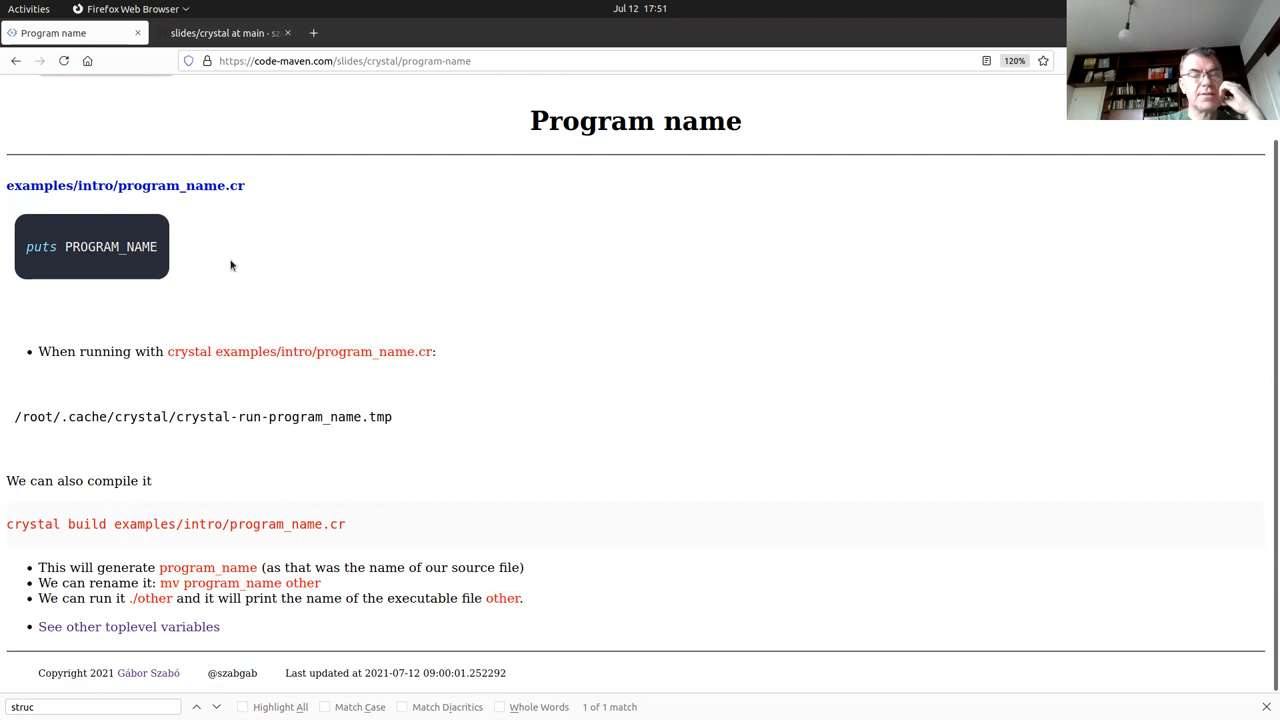 Activities
Firefox Web Browser
Jul 12 17:51
Program name
slides/crystal at main · sz
https://code-maven.com/slides/crystal/program-name
120%
Program name
examples/intro/program_name.cr
puts PROGRAM_NAME
When running with crystal examples/intro/program_name.cr:
/root/.cache/crystal/crystal-run-program_name.tmp
We can also compile it
crystal build examples/intro/program_name.cr
This will generate program_name (as that was the name of our source file)
We can rename it: mv program_name other
We can run it ./other and it will print the name of the executable file other.
See other toplevel variables
Copyright 2021 Gábor Szabó @szabgab Last updated at 2021-07-12 09:00:01.252292
struc
Highlight All
Match Case
Match Diacritics
Whole Words
1 of 1 match